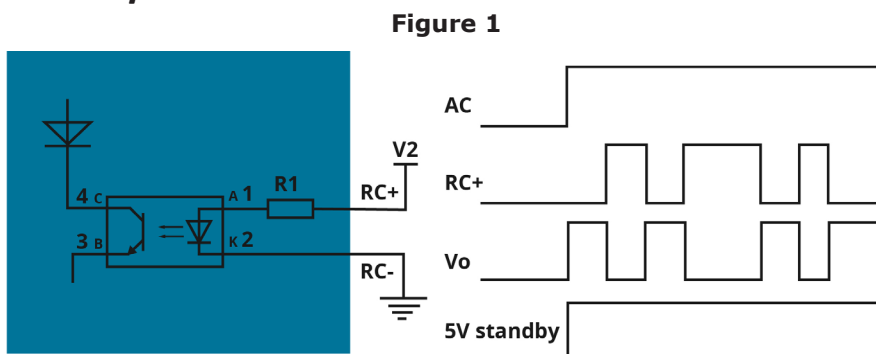 Figure 1
AC
V2
R1
RC+
RC+
4 C
A 1
3 B
K 2
Vo
RC-
5V standby